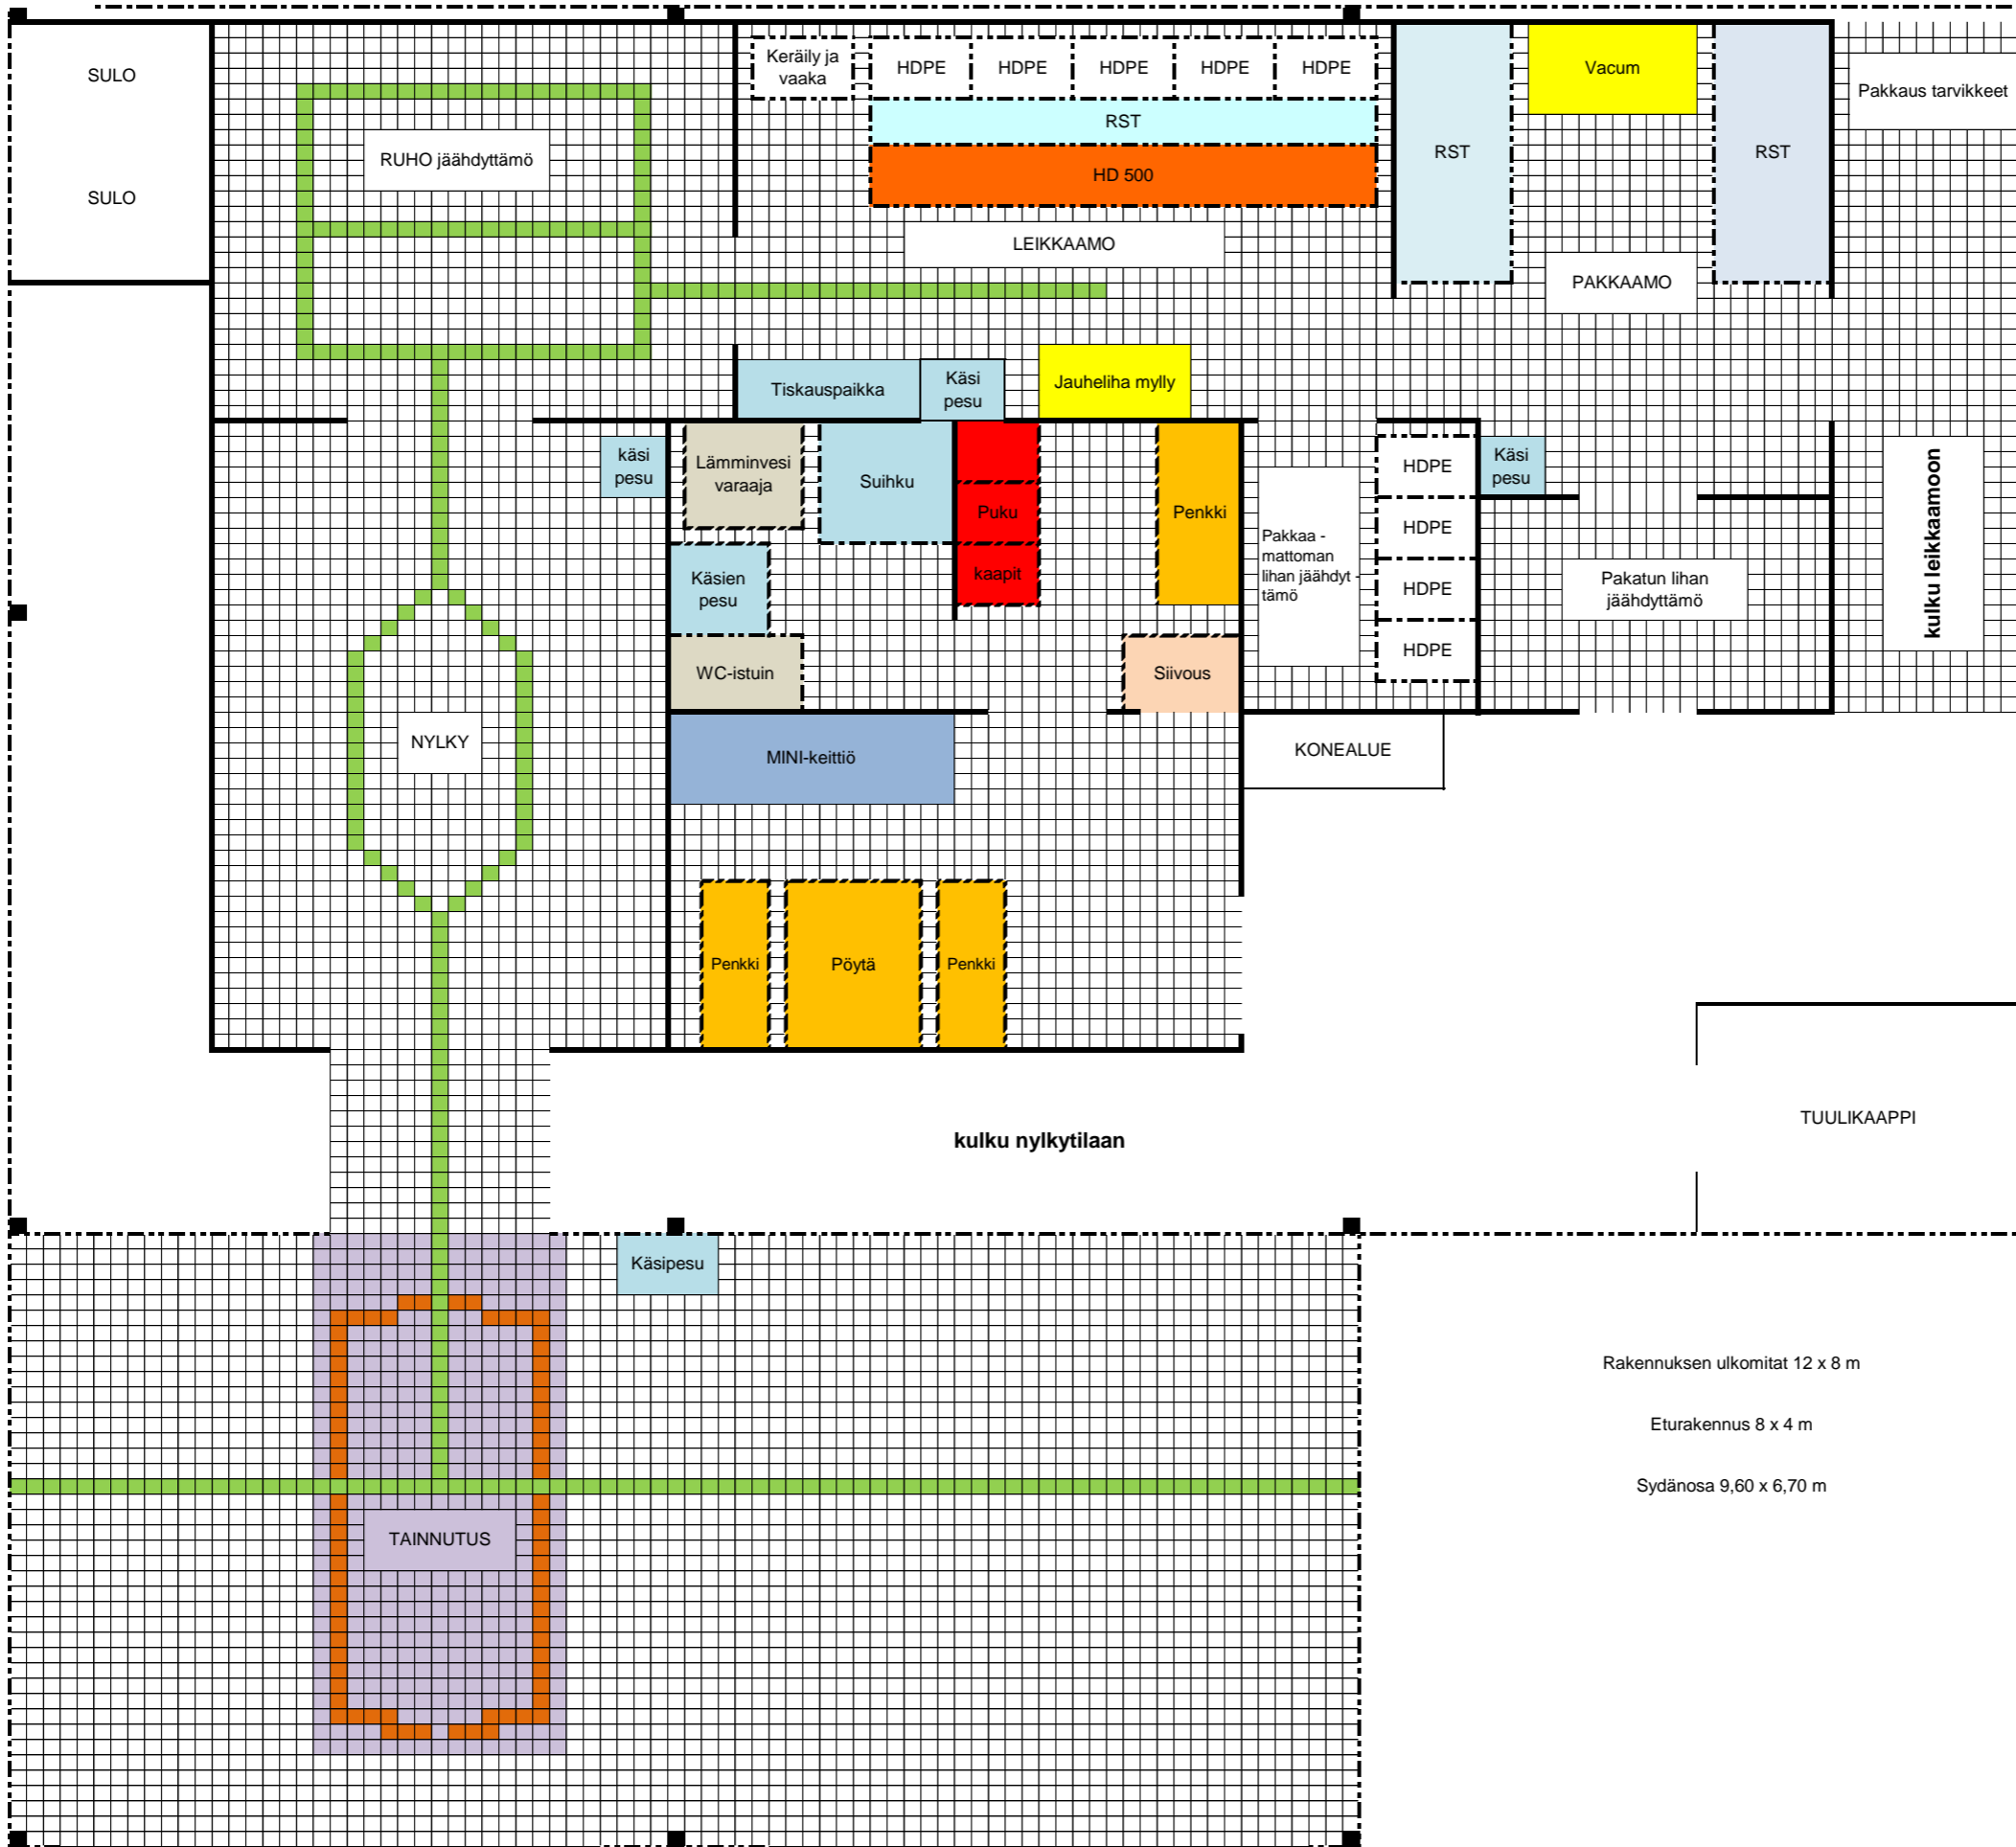 SULO
SULO
RUHO jäähdyttämö
Keräily ja
vaaka
HDPE
HDPE
HDPE
HDPE
HDPE
RST
HD 500
LEIKKAAMO
RST
Vacum
RST
PAKKAAMO
Pakkaus tarvikkeet
Tiskauspaikka
Käsi
pesu
Jauheliha mylly
käsi
pesu
Lämminvesi
varaaja
Suihku
Puku
kaapit
Penkki
Käsien
pesu
WC-istuin
Siivous
Pakkaa -
mattoman
lihan jäähdyt -
tämö
HDPE
HDPE
HDPE
HDPE
Käsi
pesu
Pakatun lihan
jäähdyttämö
kulku leikkaamoon
NYLKY
MINI-keittiö
KONEALUE
Penkki
Pöytä
Penkki
kulku nylkytilaan
TUULIKAAPPI
Käsipesu
Rakennuksen ulkomitat 12 x 8 m
Eturakennus 8 x 4 m
Sydänosa 9,60 x 6,70 m
TAINNUTUS